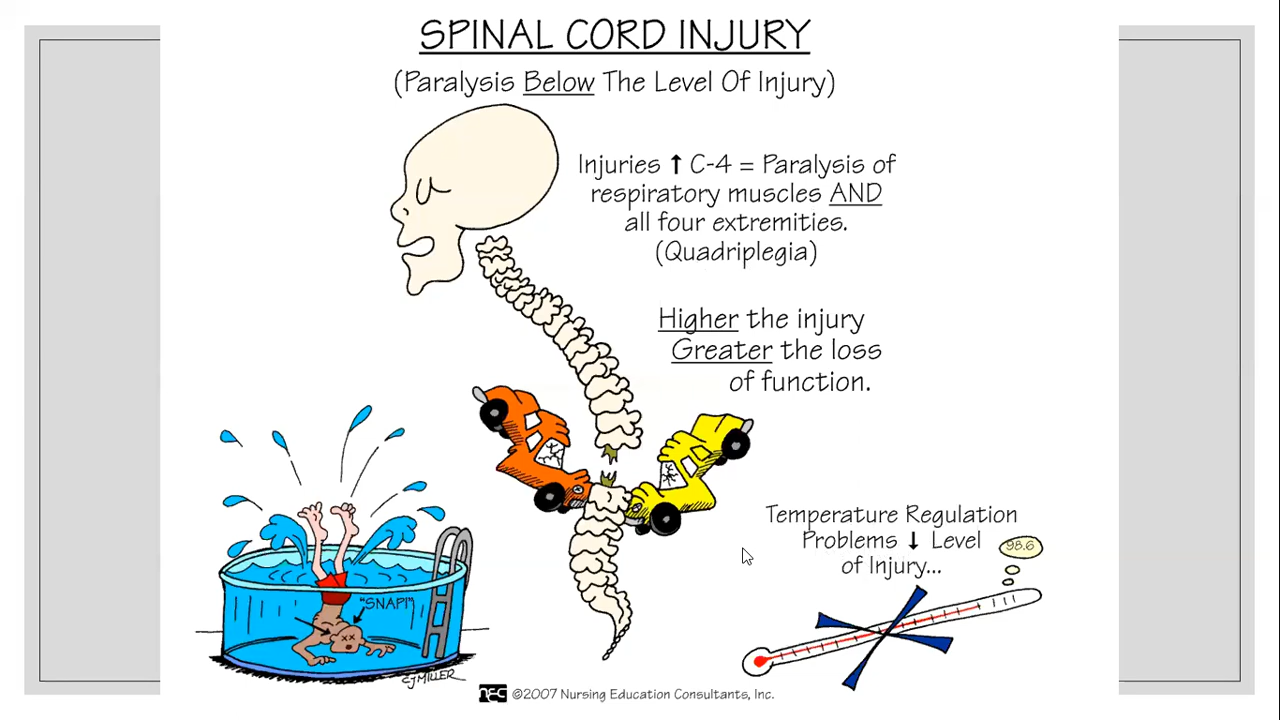 SPINAL CORD INJURY
(Paralysis Below The Level Of Injury)
Injuries ↑ C-4 = Paralysis of
respiratory muscles AND
all four extremities.
(Quadriplegia)
Higher the injury
Greater the loss
of function.
Temperature Regulation
Problems ↓ Level
of Injury...
98.6
"SNAP!"
CJMILLER
NEC ©2007 Nursing Education Consultants, Inc.